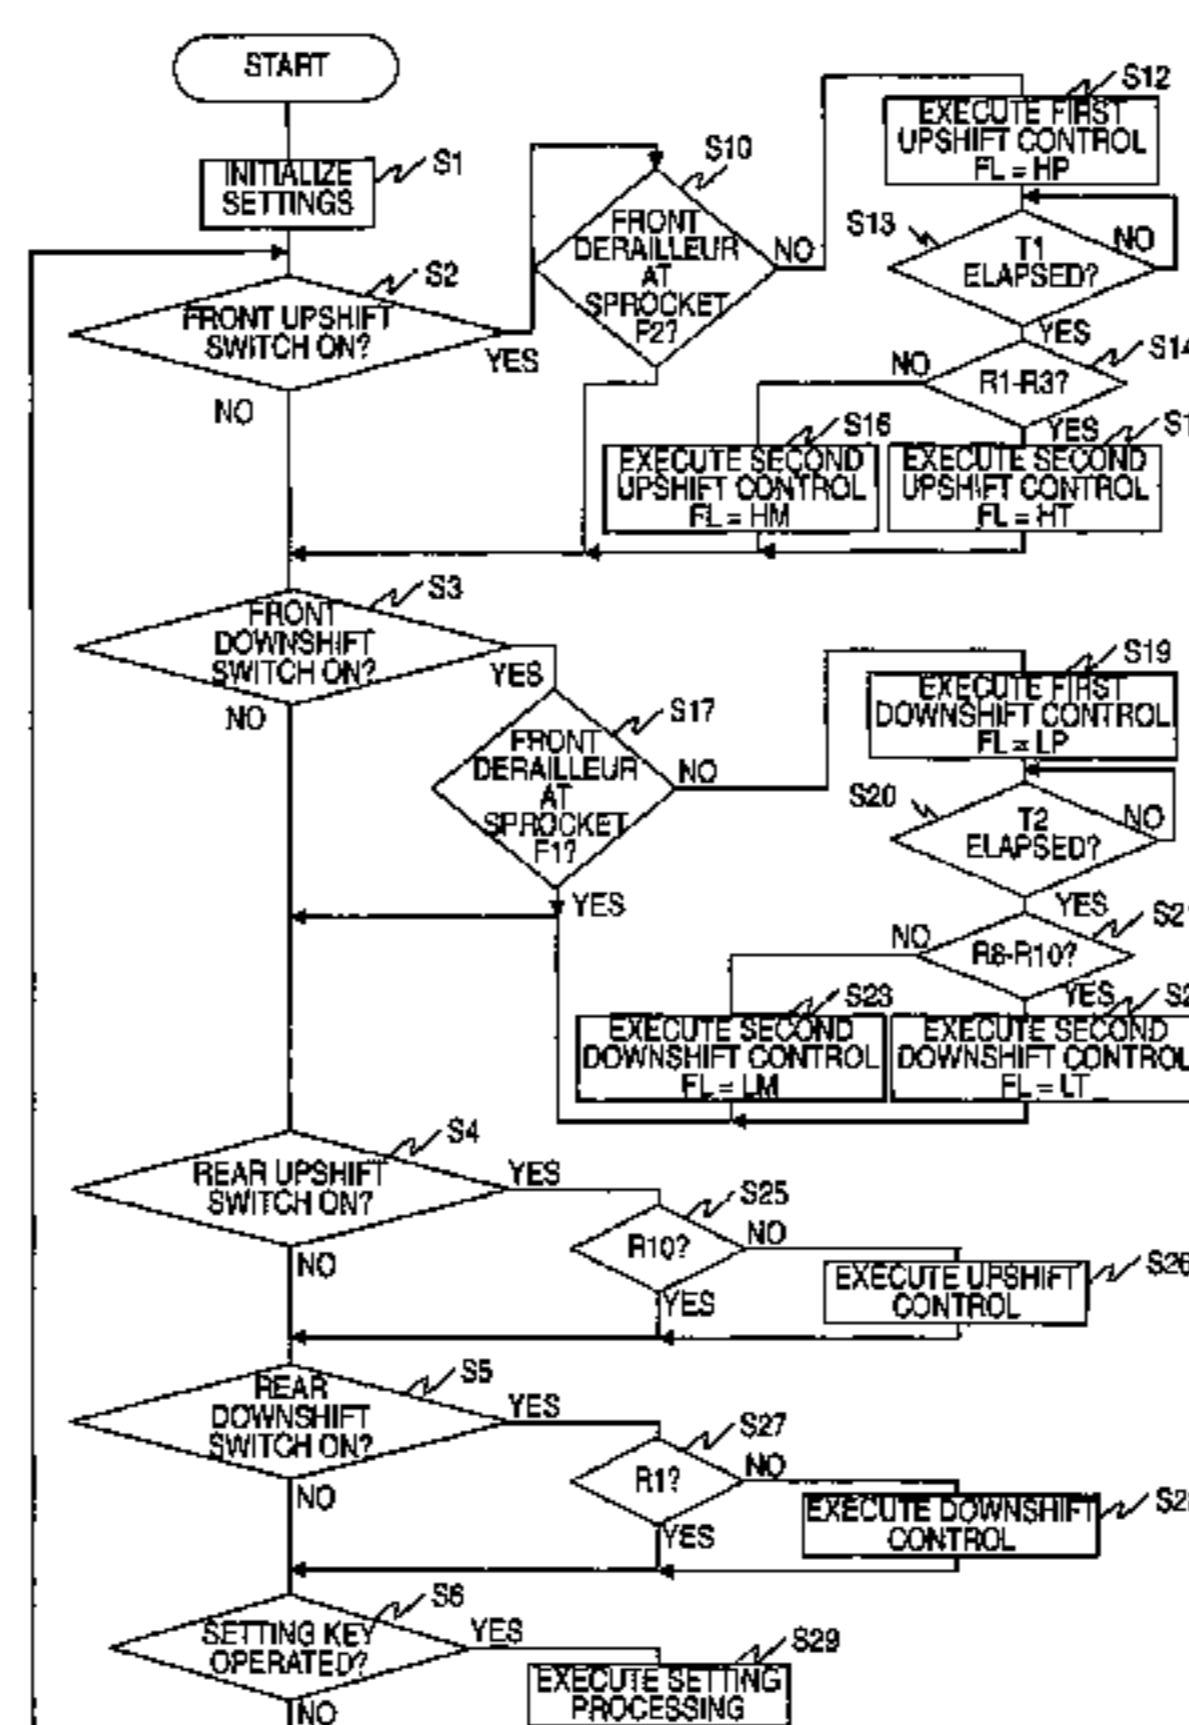 START
INITIALIZE
SETTINGS
S1
S2
FRONT UPSHIFT
SWITCH ON?
YES
NO
S10
FRONT
DERAILLEUR
AT
SPROCKET
F2?
NO
S12
EXECUTE FIRST
UPSHIFT CONTROL
FL = HP
S13
T1
ELAPSED?
NO
YES
S14
R1-R3?
NO
YES
S16
EXECUTE SECOND
UPSHIFT CONTROL
FL = HM
EXECUTE SECOND
UPSHIFT CONTROL
FL = HT
S3
FRONT
DOWNSHIFT
SWITCH ON?
YES
NO
S17
FRONT
DERAILLEUR
AT
SPROCKET
F1?
NO
YES
S19
EXECUTE FIRST
DOWNSHIFT CONTROL
FL = LP
S20
T2
ELAPSED?
NO
YES
R8-R10?
NO
YES
S23
EXECUTE SECOND
DOWNSHIFT CONTROL
FL = LM
EXECUTE SECOND
DOWNSHIFT CONTROL
FL = LT
S4
REAR UPSHIFT
SWITCH ON?
YES
NO
S25
R10?
NO
YES
S26
EXECUTE UPSHIFT
CONTROL
S5
REAR
DOWNSHIFT
SWITCH ON?
YES
NO
S27
R1?
NO
YES
EXECUTE DOWNSHIFT
CONTROL
S6
SETTING KEY
OPERATED?
YES
NO
S29
EXECUTE SETTING
PROCESSING